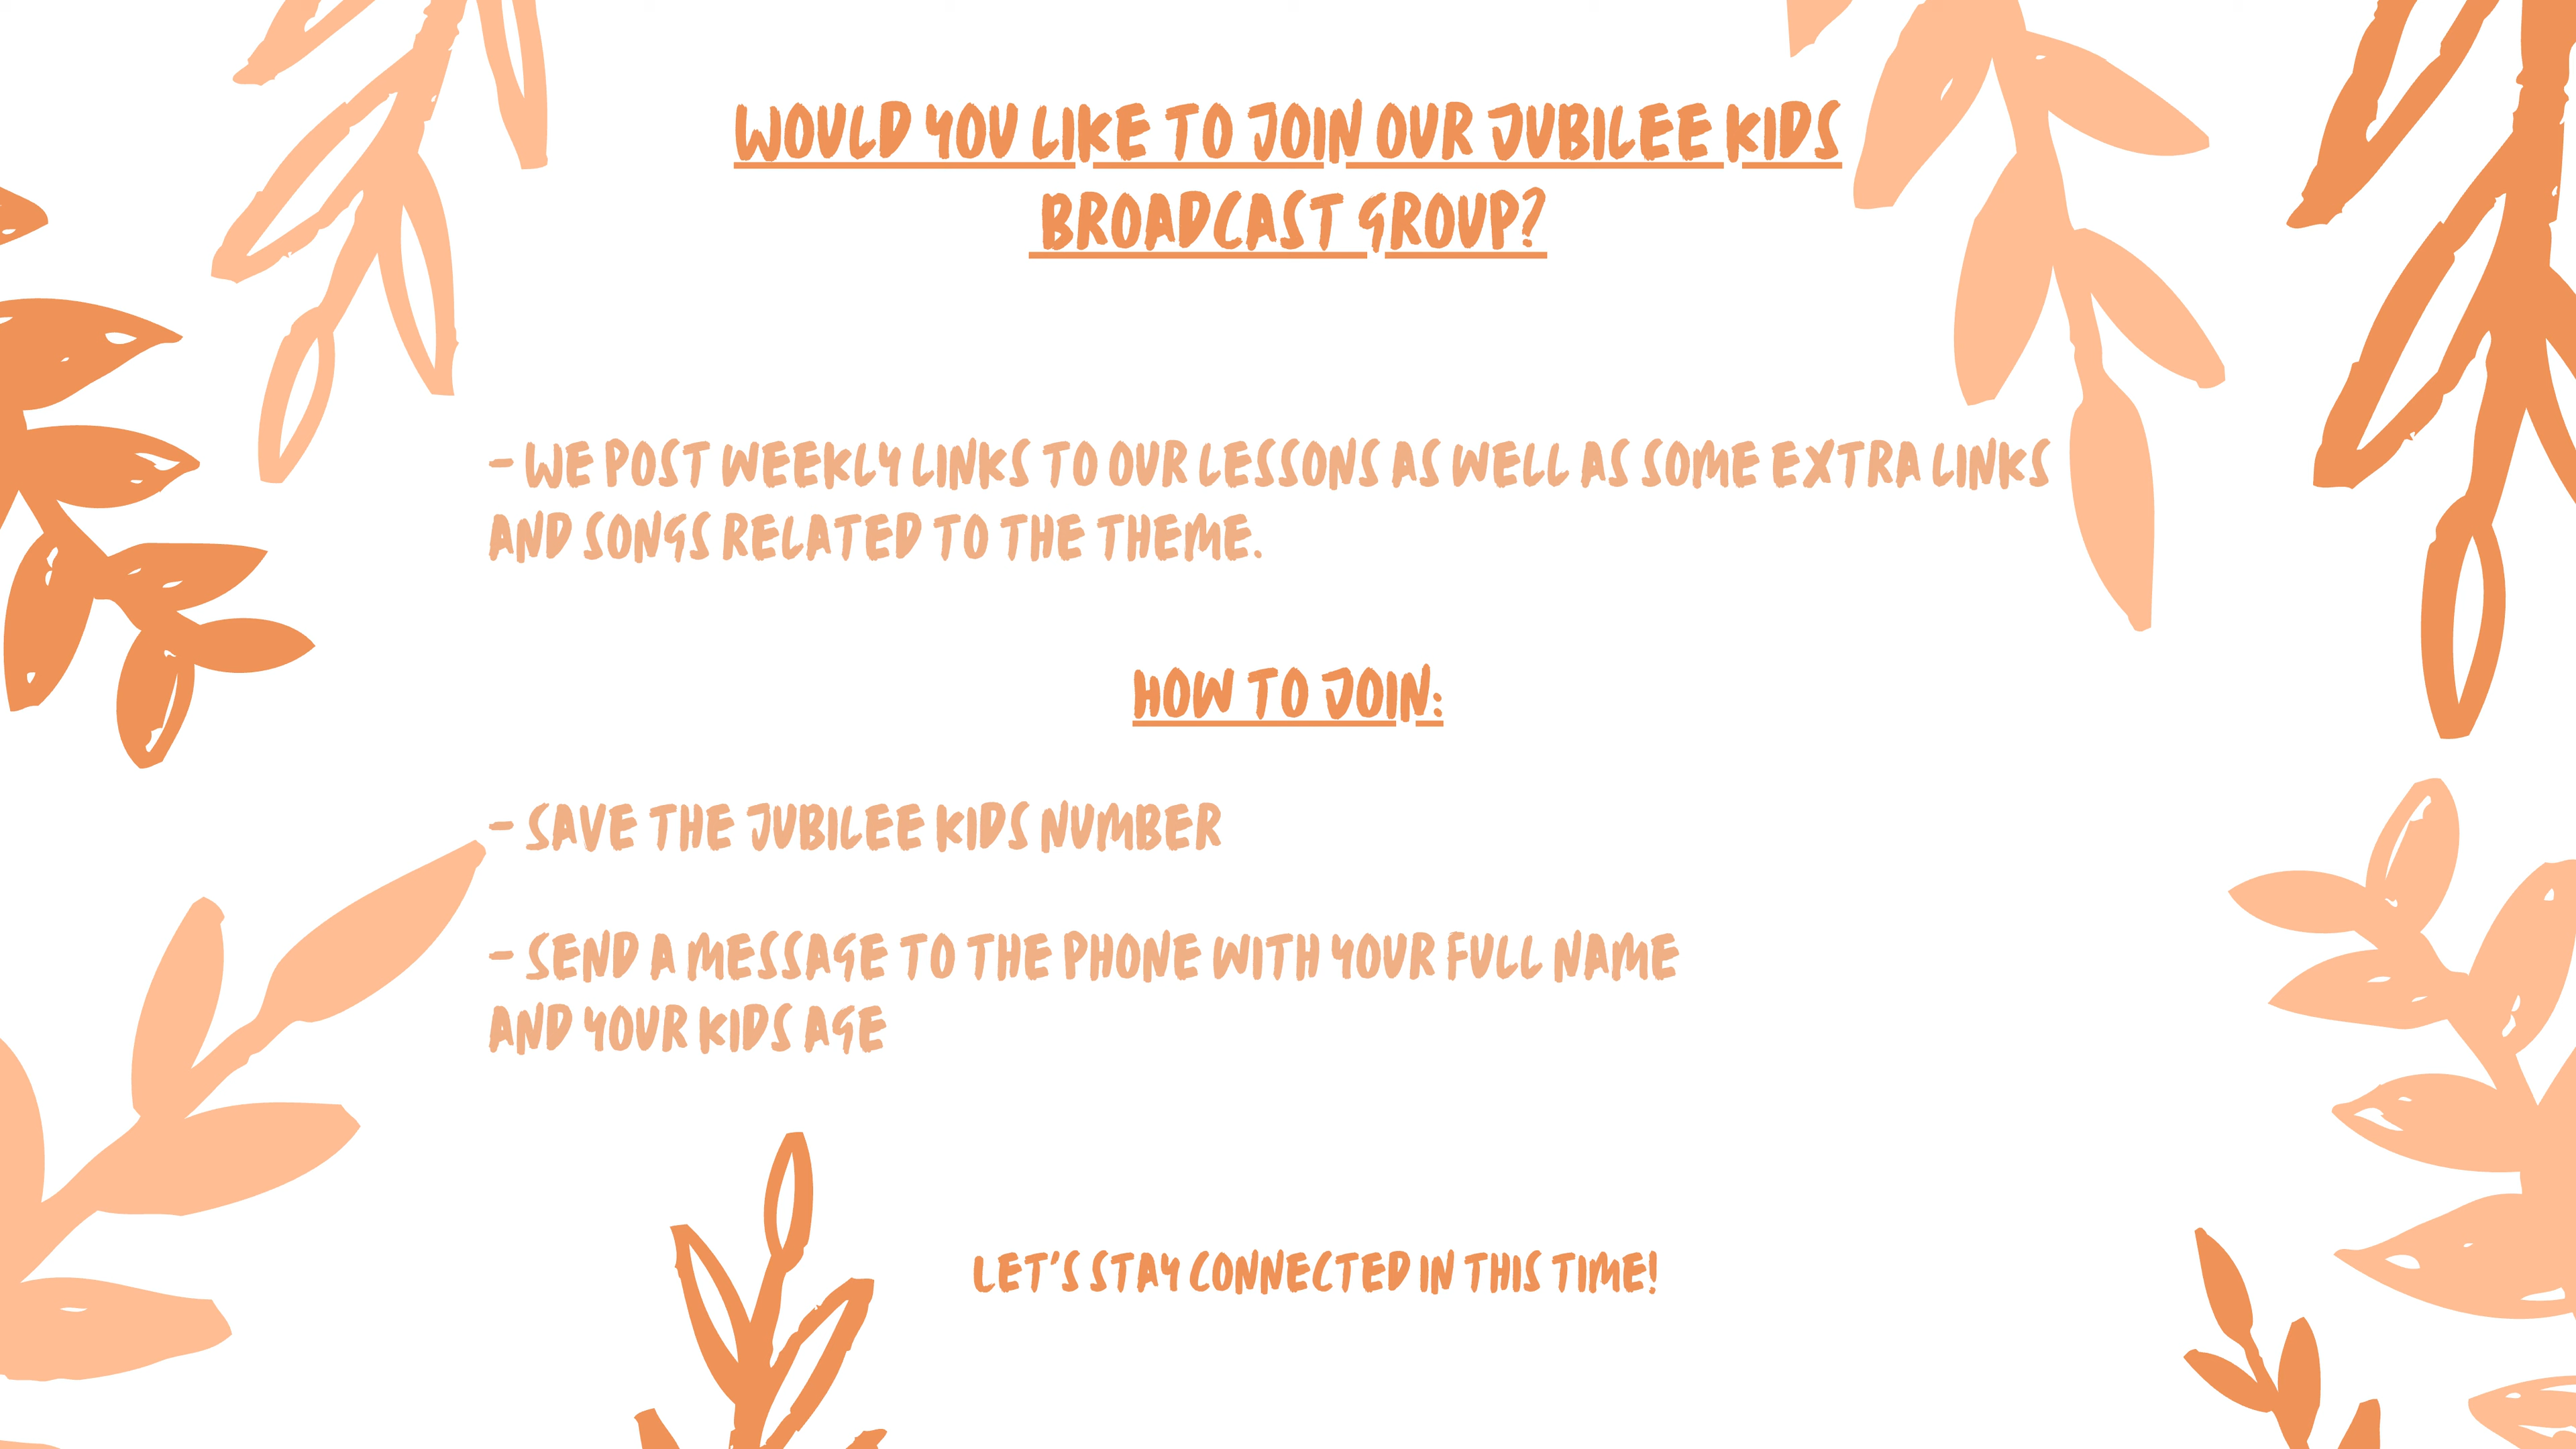 WOULD YOU LIKE TO JOIN OUR JUBILEE KIDS
BROADCAST GROUP?
- WE POST WEEKLY LINKS TO OUR LESSONS AS WELL AS SOME EXTRA LINKS
AND SONGS RELATED TO THE THEME.
HOW TO JOIN:
- SAVE THE JUBILEE KIDS NUMBER
- SEND A MESSAGE TO THE PHONE WITH YOUR FULL NAME
AND YOUR KIDS AGE
LET'S STAY CONNECTED IN THIS TIME!